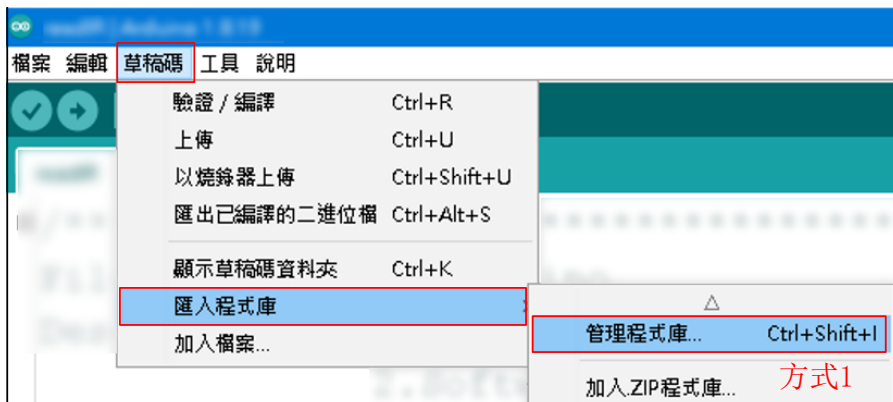 檔案 編輯 草稿碼 工具 說明
驗證 / 編譯 Ctrl+R
上傳 Ctrl+U
以燒錄器上傳 Ctrl+Shift+U
匯出已編譯的二進位檔 Ctrl+Alt+S
顯示草稿碼資料夾 Ctrl+K
匯入程式庫
加入檔案...
管理程式庫... Ctrl+Shift+I
加入.ZIP程式庫...
方式1